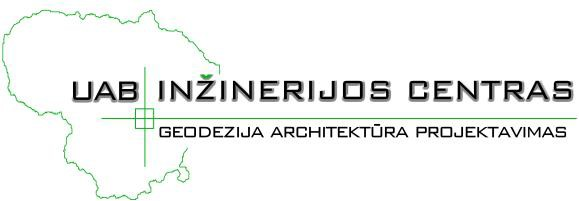 UAB INŽINERIJOS CENTRAS
GEODEZIJA ARCHITEKTŪRA PROJEKTAVIMAS